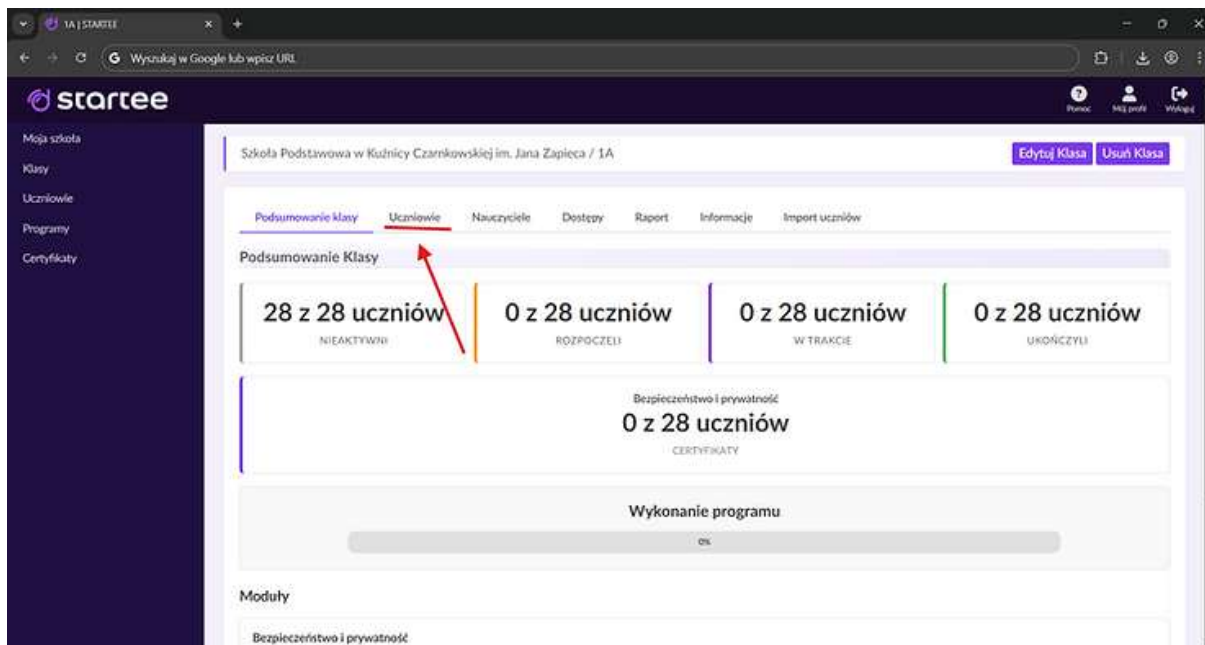 1A | STARTEE
Wyszukaj w Google lub wpisz URL
startee
Pomoc
Mój profil
Wyloguj
Moja szkoła
Klasy
Uczniowie
Programy
Certyfikaty
Szkoła Podstawowa w Kuźnicy Czarnkowskiej im. Jana Zapieca / 1A
Edytuj Klasa Usuń Klasa
Podsumowanie klasy Uczniowie Nauczyciele Dostępy Raport Informacje Import uczniów
Podsumowanie Klasy
28 z 28 uczniów
NIEAKTYWNI
0 z 28 uczniów
ROZPOCZĘLI
0 z 28 uczniów
W TRAKCIE
0 z 28 uczniów
UKOŃCZYLI
Bezpieczeństwo i prywatność
0 z 28 uczniów
CERTYFIKATY
Wykonanie programu
0%
Moduły
Bezpieczeństwo i prywatność